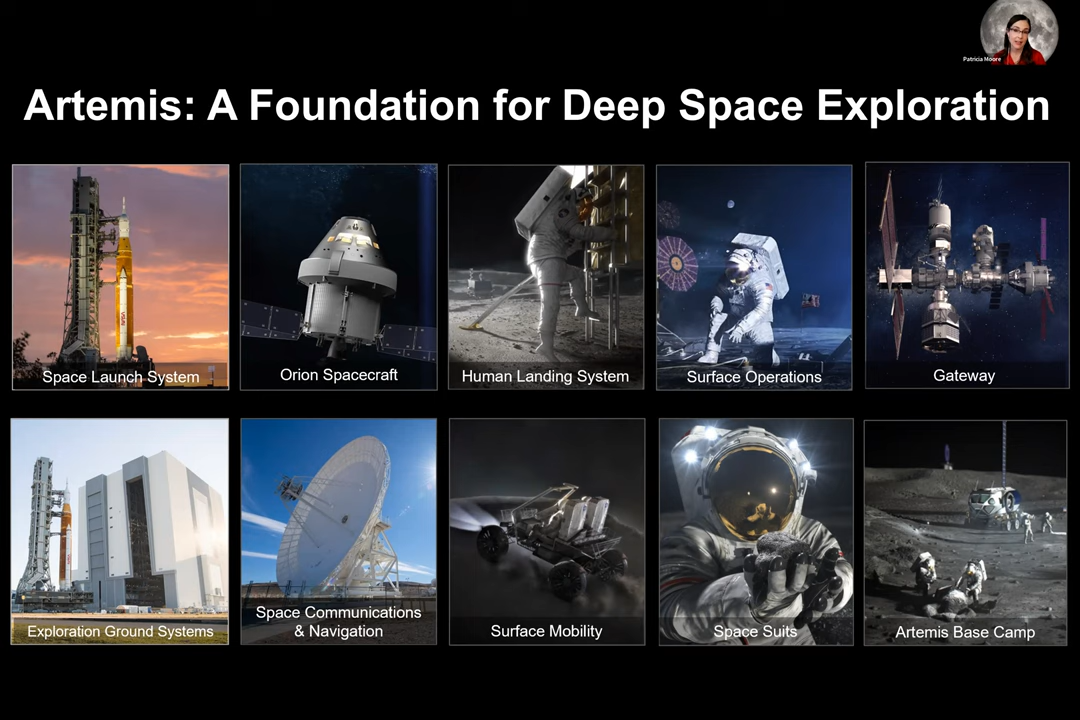 Patricia Moore
Artemis: A Foundation for Deep Space Exploration
Space Launch System
Orion Spacecraft
Human Landing System
Surface Operations
Gateway
Exploration Ground Systems
Space Communications
& Navigation
Surface Mobility
Space Suits
Artemis Base Camp